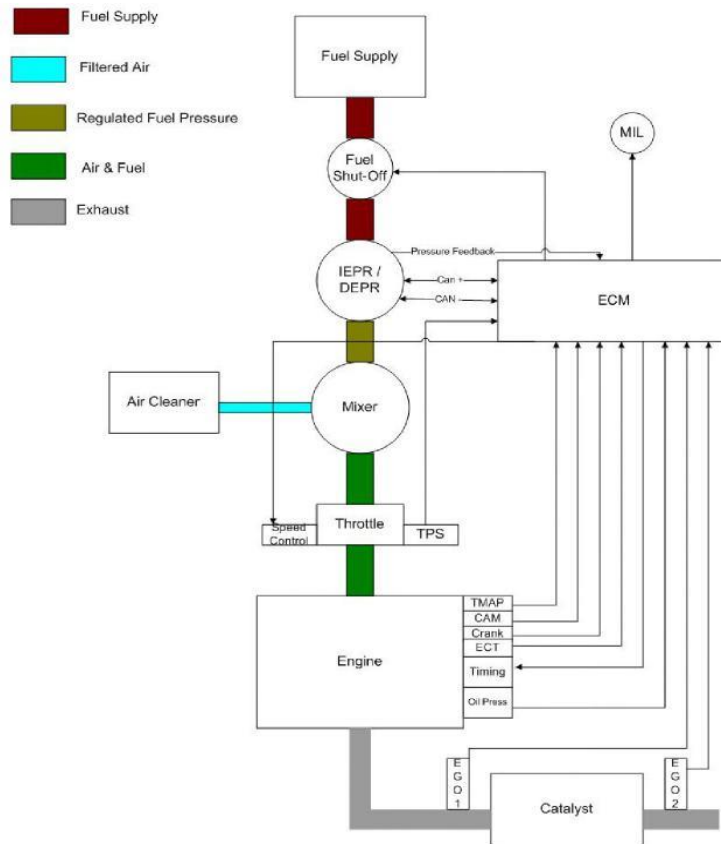 Fuel Supply
Filtered Air
Regulated Fuel Pressure
Air & Fuel
Exhaust
Fuel Supply
Fuel
Shut-Off
MIL
IEPR /
DEPR
Pressure Feedback
Can +
CAN -
ECM
Air Cleaner
Mixer
Speed
Control
Throttle
TPS
Engine
TMAP
CAM
Crank
ECT
Timing
Oil Press
E
G
O
1
Catalyst
E
G
O
2